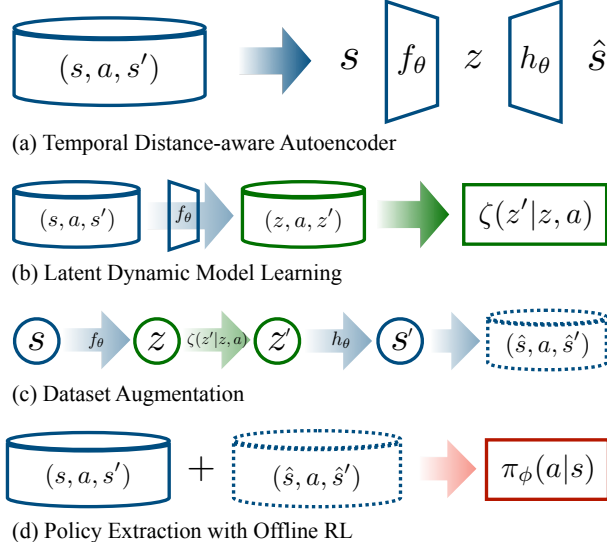 (s, a, s′) s f_θ z h_θ ŝ
(a) Temporal Distance-aware Autoencoder
(s, a, s′) f_θ (z, a, z′) ζ(z′|z, a)
(b) Latent Dynamic Model Learning
s f_θ z ζ(z′|z, a) z′ h_θ s′ (ŝ, a, ŝ′)
(c) Dataset Augmentation
(s, a, s′) + (ŝ, a, ŝ′) π_ϕ(a|s)
(d) Policy Extraction with Offline RL